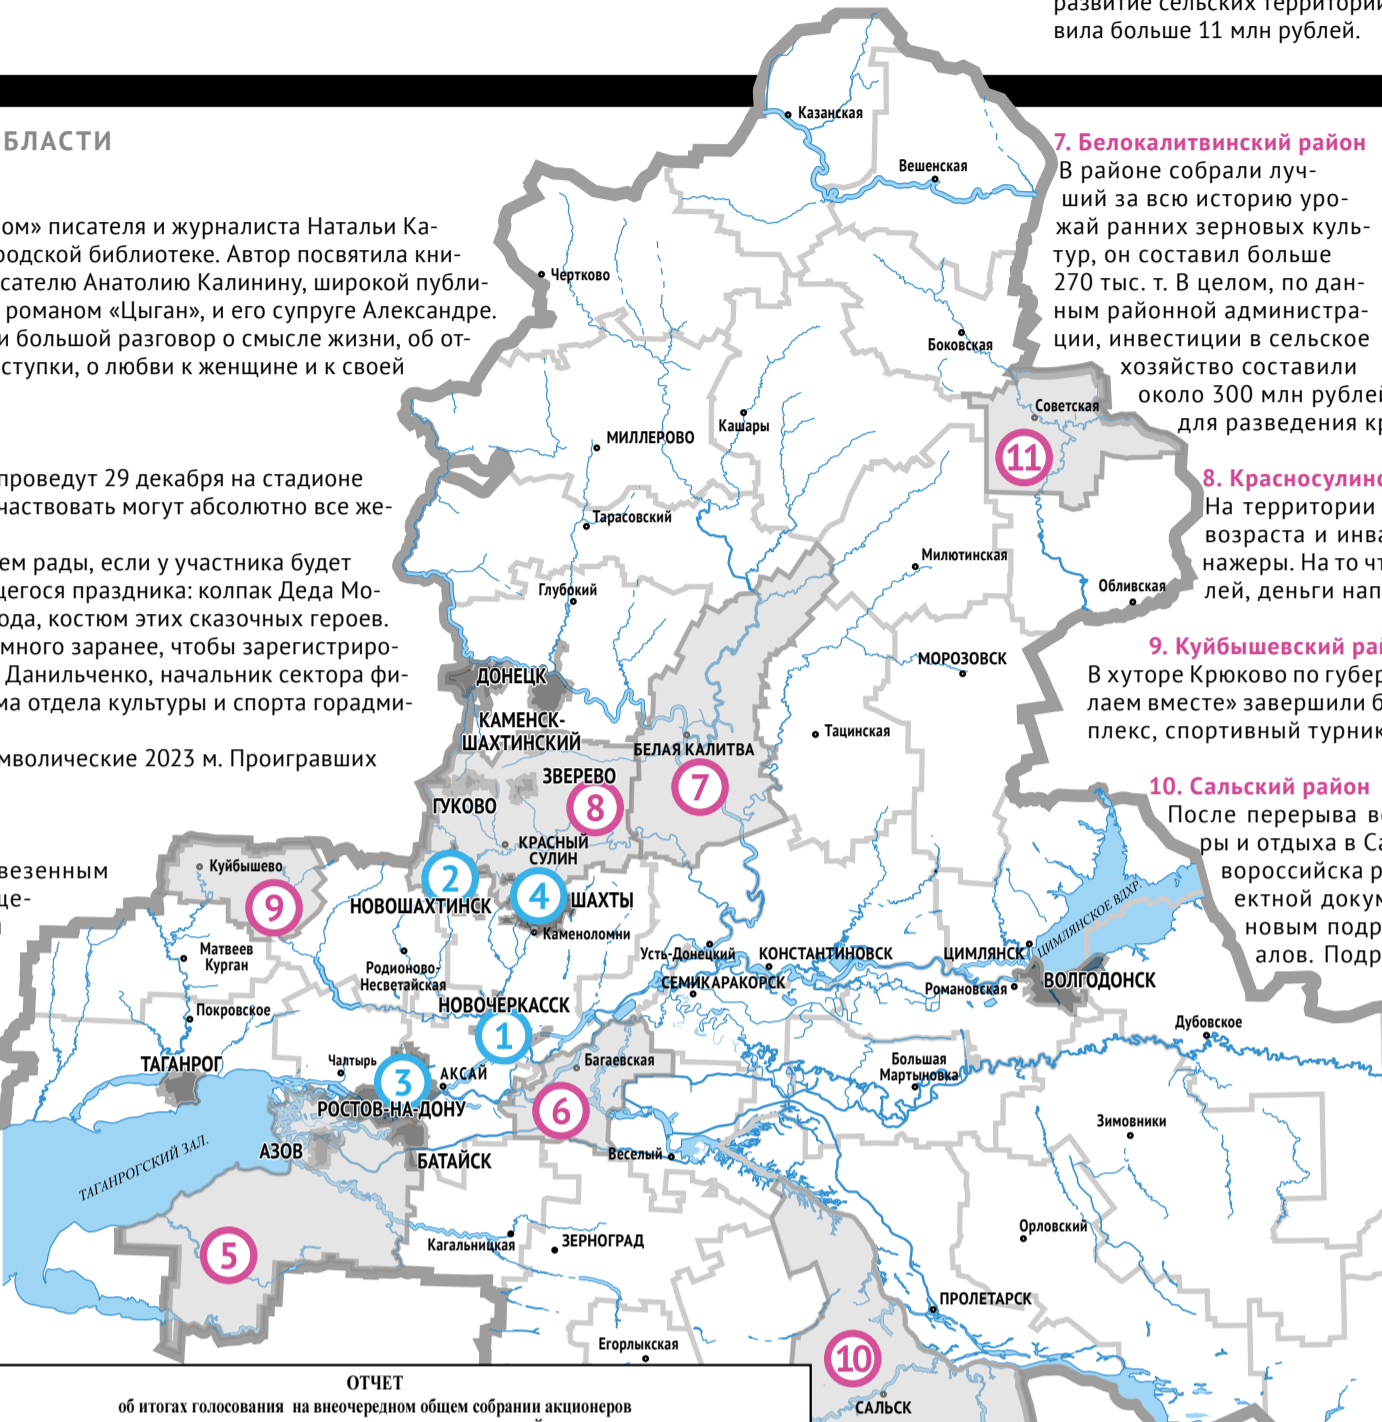 развитие сельских территорий
вила больше 11 млн рублей.
БЛАСТИ
ом» писателя и журналиста Натальи Ка-
родской библиотеке. Автор посвятила кни-
сателю Анатолию Калинину, широкой публи-
романом «Цыган», и его супруге Александре.
и большой разговор о смысле жизни, об от-
ступки, о любви к женщине и к своей
проведут 29 декабря на стадионе
частвовать могут абсолютно все же-
ем рады, если у участника будет
щегося праздника: колпак Деда Мо-
ода, костюм этих сказочных героев.
много заранее, чтобы зарегистриро-
Данильченко, начальник сектора фи-
ма отдела культуры и спорта горадми-
мволические 2023 м. Проигравших
везенным
це-
7. Белокалитвинский район
В районе собрали луч-
ший за всю историю уро-
жай ранних зерновых куль-
тур, он составил больше
270 тыс. т. В целом, по дан-
ным районной администра-
ции, инвестиции в сельское
хозяйство составили
около 300 млн рублей
для разведения кр
8. Красносулинс
На территории
возраста и инва
нажеры. На то чт
лей, деньги нап
9. Куйбышевский рай
В хуторе Крюково по губер
лаем вместе» завершили б
плекс, спортивный турник
10. Сальский район
После перерыва во
ры и отдыха в Са
вороссийска р
ектной докум
новым подр
алов. Подр
Казанская
Вешенская
Чертково
Боковская
Советская
11
Кашары
МИЛЛЕРОВО
Тарасовский
Милютинская
Обливская
Глубокий
МОРОЗОВСК
ДОНЕЦК
КАМЕНСК-
ШАХТИНСКИЙ
Тацинская
БЕЛАЯ КАЛИТВА
7
ЗВЕРЕВО
8
ГУКОВО
КРАСНЫЙ
СУЛИН
Куйбышево
9
2
НОВОШАХТИНСК
4
ШАХТЫ
Каменоломни
Матвеев
Курган
Родионово-
Несветайская
Усть-Донецкий
КОНСТАНТИНОВСК
ЦИМЛЯНСК
ЦИМЛЯНСКОЕ ВДХР.
СЕМИКАРАКОРСК
Романовская
ВОЛГОДОНСК
Покровское
НОВОЧЕРКАССК
1
Дубовское
ТАГАНРОГ
Чалтырь
3
АКСАЙ
Багаевская
Большая
Мартыновка
РОСТОВ-НА-ДОНУ
6
Зимовники
АЗОВ
БАТАЙСК
Веселый
ТАГАНРОГСКИЙ ЗАЛ.
5
Кагальницкая
ЗЕРНОГРАД
Орловский
ПРОЛЕТАРСК
Егорлыкская
10
САЛЬСК
ОТЧЕТ
об итогах голосования на внеочередном общем собрании акционеров